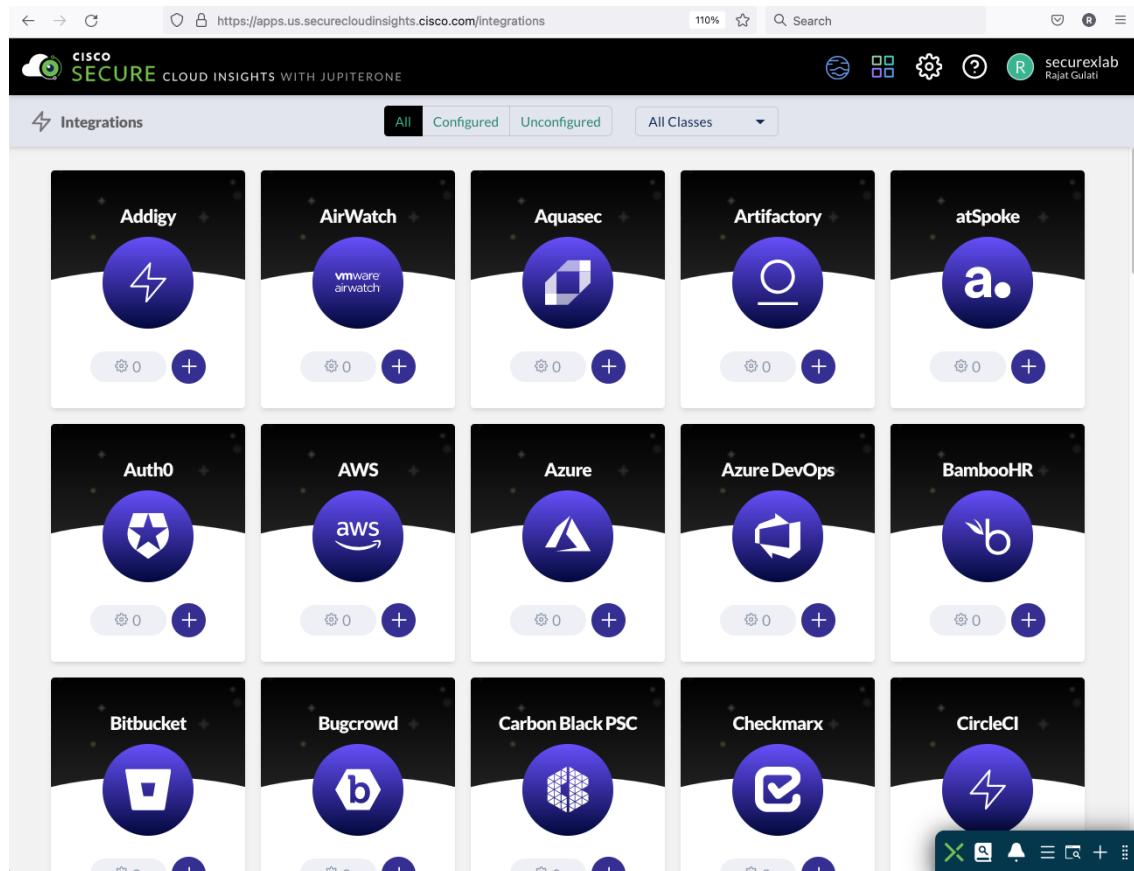 https://apps.us.securecloudinsights.cisco.com/integrations
110%
Search
R
CISCO
SECURE CLOUD INSIGHTS WITH JUPITERONE
R
securexlab
Rajat Gulati
Integrations
All
Configured
Unconfigured
All Classes
Addigy
AirWatch
Aquasec
Artifactory
atSpoke
vmware
airwatch
a.
0
0
0
0
0
Auth0
AWS
Azure
Azure DevOps
BambooHR
aws
b
0
0
0
0
0
Bitbucket
Bugcrowd
Carbon Black PSC
Checkmarx
CircleCI
b